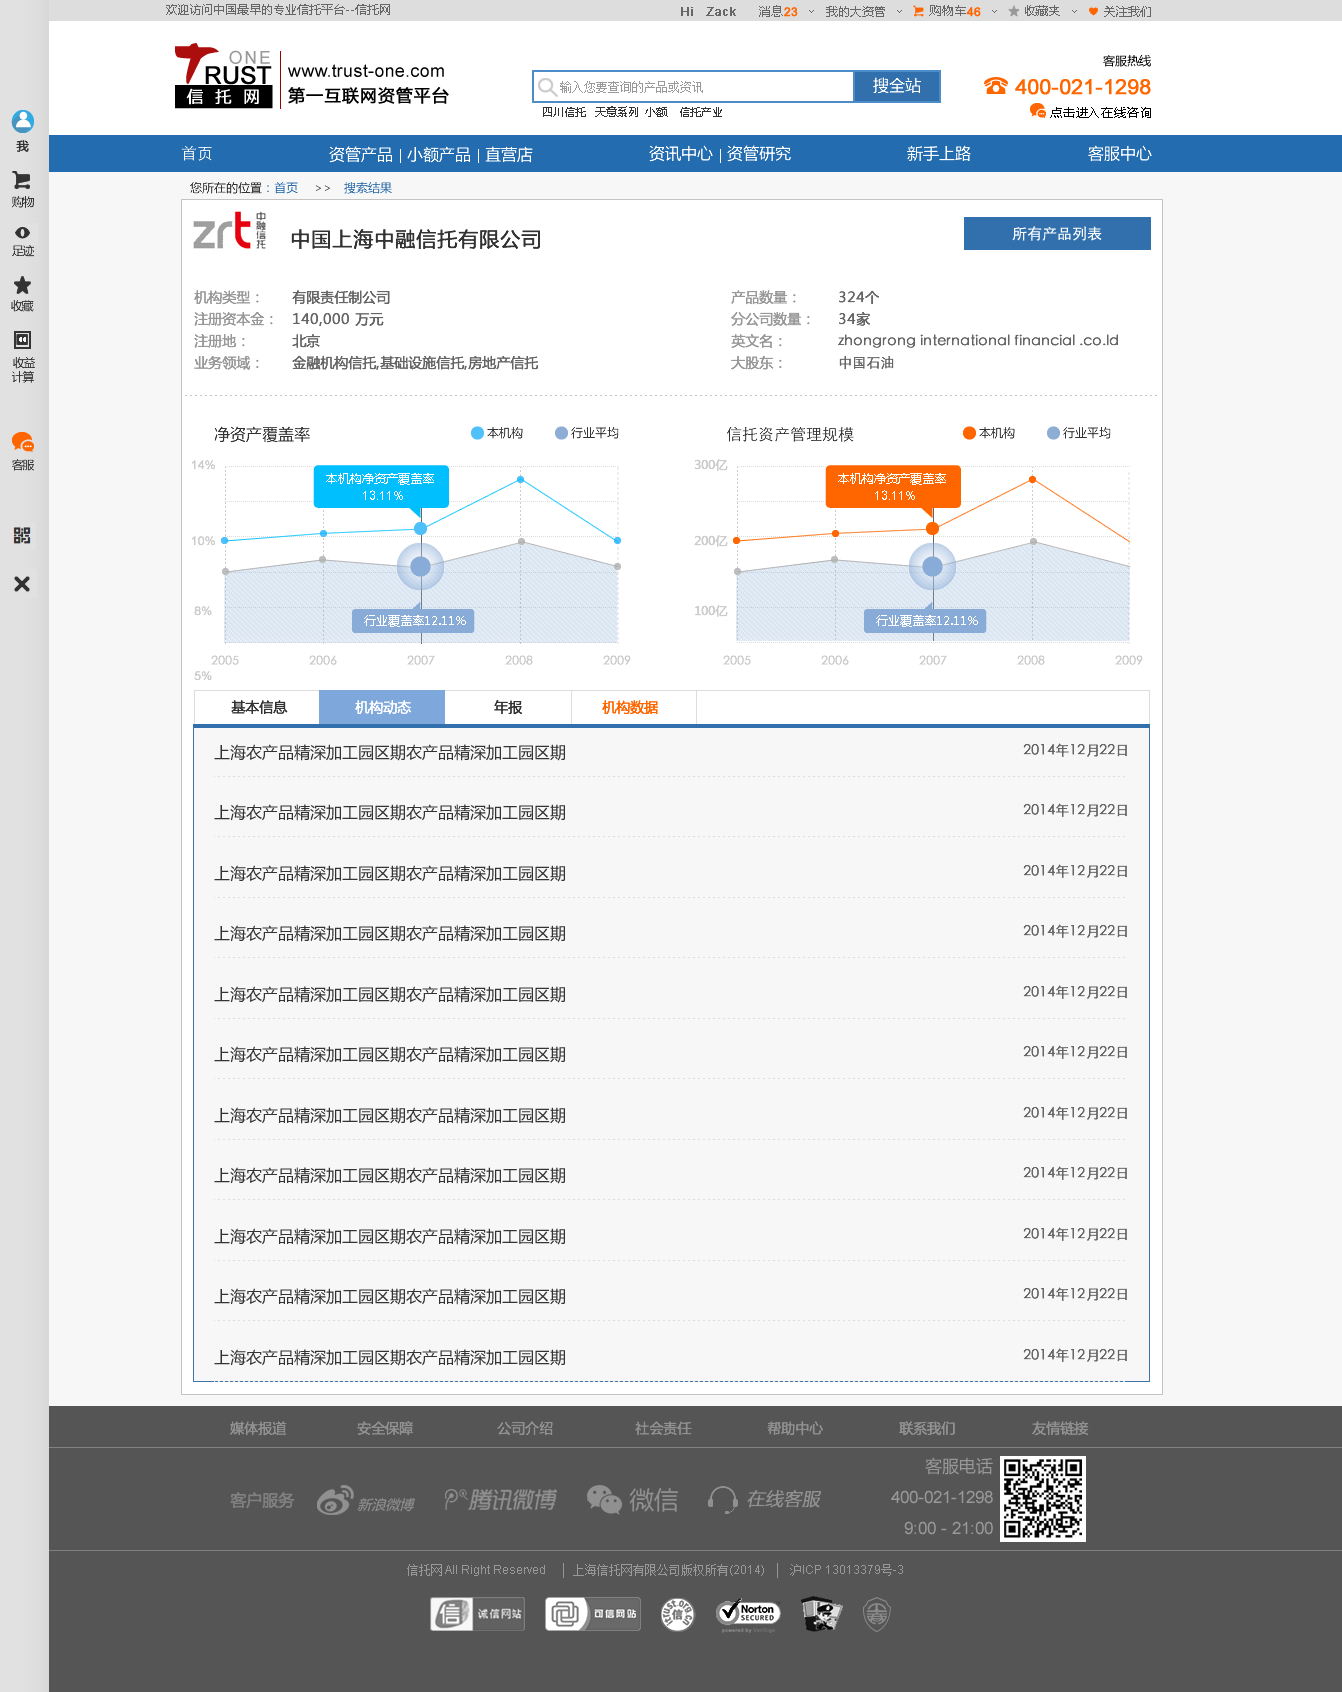 欢迎访问中国最早的专业信托平台--信托网
Hi Zack 消息23 我的大资管 购物车46 收藏夹 关注我们
TRUST ONE 信托网
www.trust-one.com
第一互联网资管平台
输入您要查询的产品或资讯 搜全站
四川信托 天意系列 小额 信托产业
客服热线
400-021-1298
点击进入在线咨询
我
购物
足迹
收藏
收益
计算
客服
首页 资管产品 | 小额产品 | 直营店 资讯中心 | 资管研究 新手上路 客服中心
您所在的位置：首页 >> 搜索结果
zrt 中融信托 中国上海中融信托有限公司 所有产品列表
机构类型： 有限责任制公司 产品数量： 324个
注册资本金： 140,000 万元 分公司数量： 34家
注册地： 北京 英文名： zhongrong international financial .co.ld
业务领域： 金融机构信托,基础设施信托,房地产信托 大股东： 中国石油
净资产覆盖率 本机构 行业平均
14%
10%
8%
5%
本机构净资产覆盖率
13.11%
行业覆盖率12.11%
2005 2006 2007 2008 2009
信托资产管理规模 本机构 行业平均
300亿
200亿
100亿
本机构净资产覆盖率
13.11%
行业覆盖率12.11%
2005 2006 2007 2008 2009
基本信息 机构动态 年报 机构数据
上海农产品精深加工园区期农产品精深加工园区期 2014年12月22日
上海农产品精深加工园区期农产品精深加工园区期 2014年12月22日
上海农产品精深加工园区期农产品精深加工园区期 2014年12月22日
上海农产品精深加工园区期农产品精深加工园区期 2014年12月22日
上海农产品精深加工园区期农产品精深加工园区期 2014年12月22日
上海农产品精深加工园区期农产品精深加工园区期 2014年12月22日
上海农产品精深加工园区期农产品精深加工园区期 2014年12月22日
上海农产品精深加工园区期农产品精深加工园区期 2014年12月22日
上海农产品精深加工园区期农产品精深加工园区期 2014年12月22日
上海农产品精深加工园区期农产品精深加工园区期 2014年12月22日
上海农产品精深加工园区期农产品精深加工园区期 2014年12月22日
媒体报道 安全保障 公司介绍 社会责任 帮助中心 联系我们 友情链接
客户服务 新浪微博 腾讯微博 微信 在线客服
客服电话
400-021-1298
9:00 - 21:00
信托网 All Right Reserved | 上海信托网有限公司版权所有(2014) | 沪ICP 13013379号-3
信 诚信网站 可信网站 trust.org.cn 信 Norton SECURED